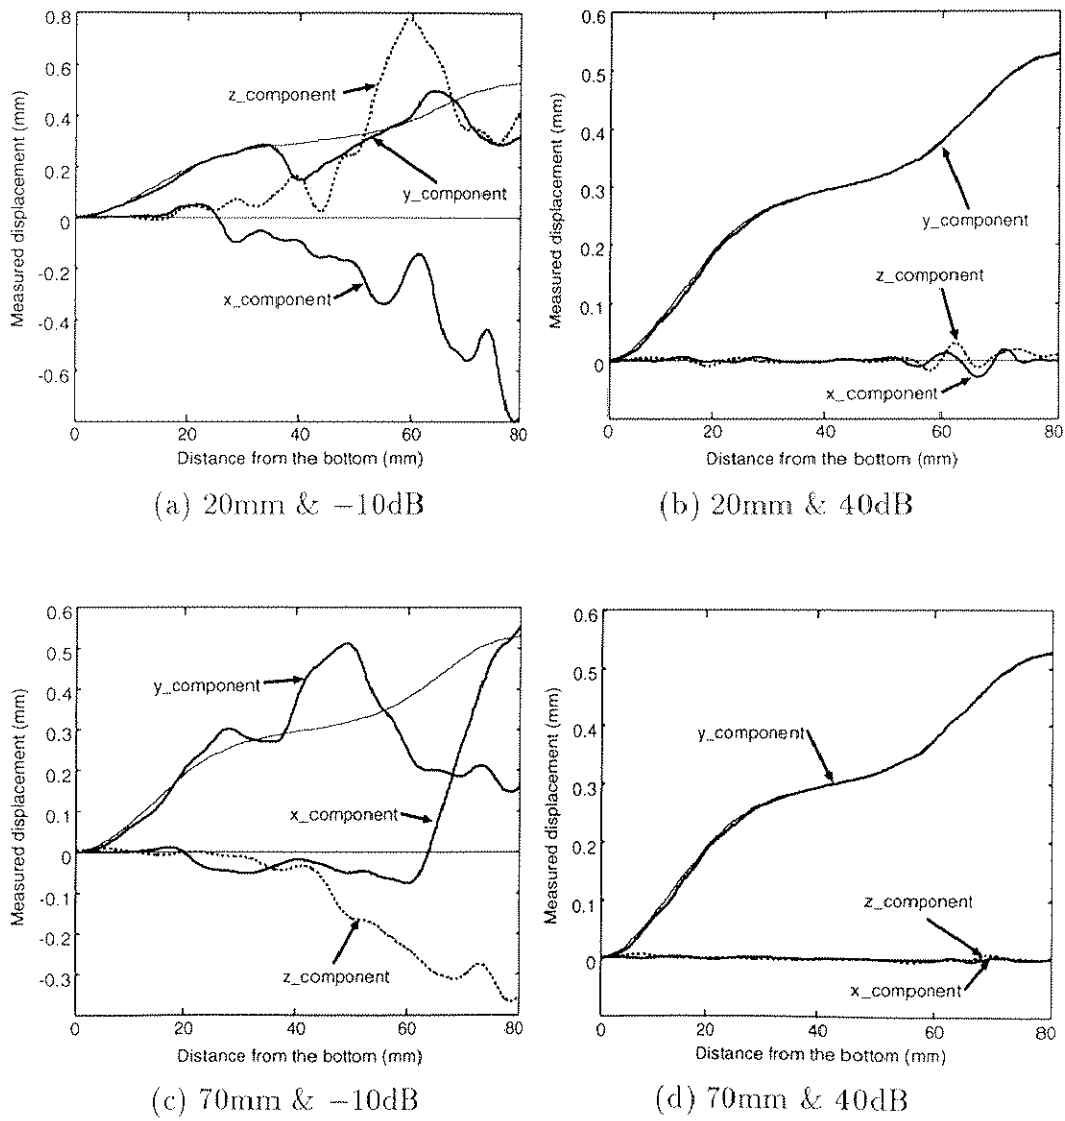 0.8
0.6
0.4
0.2
0
-0.2
-0.4
-0.6
Measured displacement (mm)
z_component
y_component
x_component
0 20 40 60 80
Distance from the bottom (mm)
(a) 20mm & −10dB
0.6
0.5
0.4
0.3
0.2
0.1
0
Measured displacement (mm)
y_component
z_component
x_component
0 20 40 60 80
Distance from the bottom (mm)
(b) 20mm & 40dB
0.6
0.5
0.4
0.3
0.2
0.1
0
-0.1
-0.2
-0.3
Measured displacement (mm)
y_component
x_component
z_component
0 20 40 60 80
Distance from the bottom (mm)
(c) 70mm & −10dB
0.6
0.5
0.4
0.3
0.2
0.1
0
Measured displacement (mm)
y_component
z_component
x_component
0 20 40 60 80
Distance from the bottom (mm)
(d) 70mm & 40dB